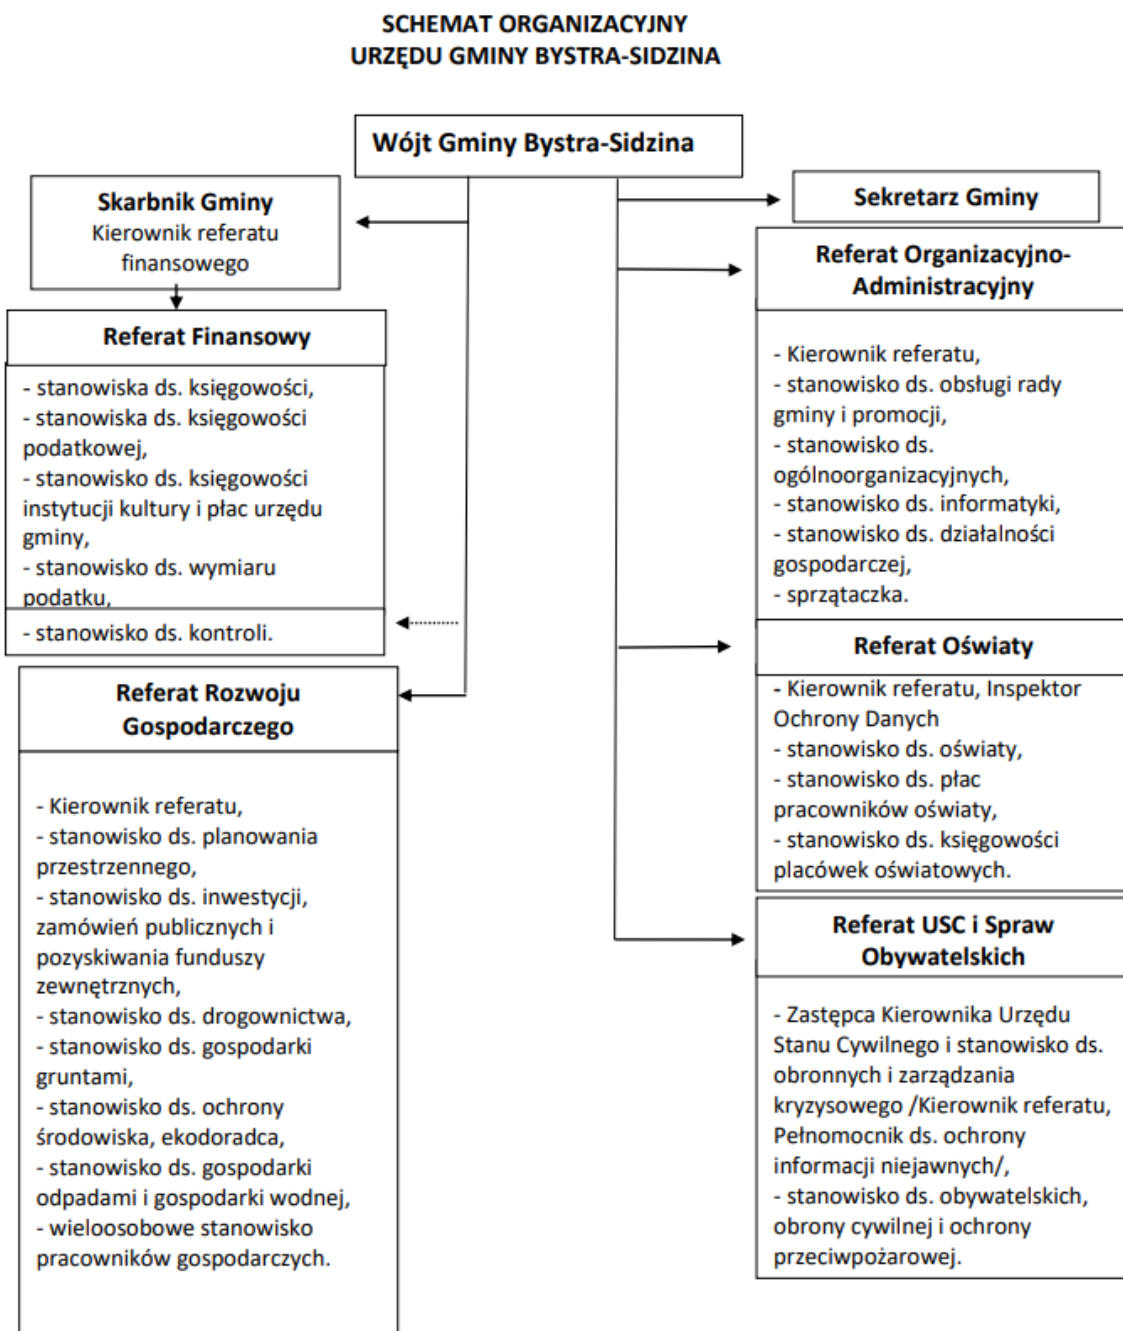 SCHEMAT ORGANIZACYJNY
URZĘDU GMINY BYSTRA-SIDZINA
Wójt Gminy Bystra-Sidzina
Skarbnik Gminy
Kierownik referatu
finansowego
Referat Finansowy
- stanowiska ds. księgowości,
- stanowiska ds. księgowości
podatkowej,
- stanowisko ds. księgowości
instytucji kultury i płac urzędu
gminy,
- stanowisko ds. wymiaru
podatku,
- stanowisko ds. kontroli.
Referat Rozwoju
Gospodarczego
- Kierownik referatu,
- stanowisko ds. planowania
przestrzennego,
- stanowisko ds. inwestycji,
zamówień publicznych i
pozyskiwania funduszy
zewnętrznych,
- stanowisko ds. drogownictwa,
- stanowisko ds. gospodarki
gruntami,
- stanowisko ds. ochrony
środowiska, ekodoradca,
- stanowisko ds. gospodarki
odpadami i gospodarki wodnej,
- wieloosobowe stanowisko
pracowników gospodarczych.
Sekretarz Gminy
Referat Organizacyjno-
Administracyjny
- Kierownik referatu,
- stanowisko ds. obsługi rady
gminy i promocji,
- stanowisko ds.
ogólnoorganizacyjnych,
- stanowisko ds. informatyki,
- stanowisko ds. działalności
gospodarczej,
- sprzątaczka.
Referat Oświaty
- Kierownik referatu, Inspektor
Ochrony Danych
- stanowisko ds. oświaty,
- stanowisko ds. płac
pracowników oświaty,
- stanowisko ds. księgowości
placówek oświatowych.
Referat USC i Spraw
Obywatelskich
- Zastępca Kierownika Urzędu
Stanu Cywilnego i stanowisko ds.
obronnych i zarządzania
kryzysowego /Kierownik referatu,
Pełnomocnik ds. ochrony
informacji niejawnych/,
- stanowisko ds. obywatelskich,
obrony cywilnej i ochrony
przeciwpożarowej.